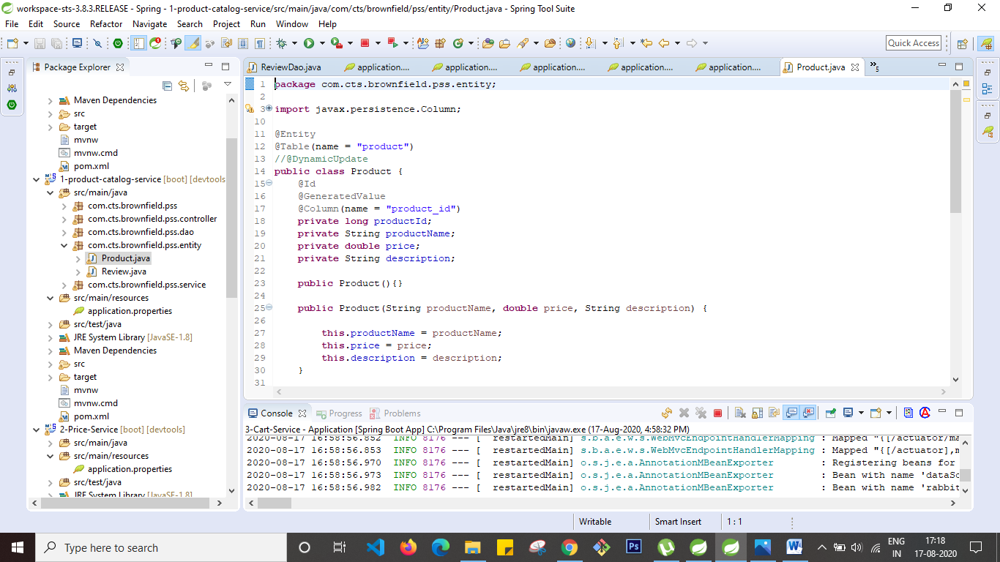 workspace-sts-3.8.3.RELEASE - Spring - 1-product-catalog-service/src/main/java/com/cts/brownfield/pss/entity/Product.java - Spring Tool Suite
File Edit Source Refactor Navigate Search Project Run Window Help
Quick Access
Package Explorer
Maven Dependencies
src
target
mvnw
mvnw.cmd
pom.xml
1-product-catalog-service [boot] [devtools
src/main/java
com.cts.brownfield.pss
com.cts.brownfield.pss.controller
com.cts.brownfield.pss.dao
com.cts.brownfield.pss.entity
Product.java
Review.java
com.cts.brownfield.pss.service
src/main/resources
application.properties
src/test/java
JRE System Library [JavaSE-1.8]
Maven Dependencies
src
target
mvnw
mvnw.cmd
pom.xml
2-Price-Service [boot] [devtools]
src/main/java
src/main/resources
application.properties
src/test/java
JRE System Library [JavaSE-1.8]
ReviewDao.java application.... application.... application.... application.... application.... Product.java »5
1 package com.cts.brownfield.pss.entity;
2
3 import javax.persistence.Column;
10
11 @Entity
12 @Table(name = "product")
13 //@DynamicUpdate
14 public class Product {
15 @Id
16 @GeneratedValue
17 @Column(name = "product_id")
18 private long productId;
19 private String productName;
20 private double price;
21 private String description;
22
23 public Product(){}
24
25 public Product(String productName, double price, String description) {
26
27 this.productName = productName;
28 this.price = price;
29 this.description = description;
30 }
31
Console Progress Problems
3-Cart-Service - Application [Spring Boot App] C:\Program Files\Java\jre8\bin\javaw.exe (17-Aug-2020, 4:58:32 PM)
2020-08-17 16:58:56.852 INFO 8176 --- [ restartedMain] s.b.a.e.w.s.WebMvcEndpointHandlerMapping : Mapped "{[/actuator/ma
2020-08-17 16:58:56.853 INFO 8176 --- [ restartedMain] s.b.a.e.w.s.WebMvcEndpointHandlerMapping : Mapped "{[/actuator],m
2020-08-17 16:58:56.970 INFO 8176 --- [ restartedMain] o.s.j.e.a.AnnotationMBeanExporter : Registering beans for
2020-08-17 16:58:56.973 INFO 8176 --- [ restartedMain] o.s.j.e.a.AnnotationMBeanExporter : Bean with name 'dataSo
2020-08-17 16:58:56.982 INFO 8176 --- [ restartedMain] o.s.j.e.a.AnnotationMBeanExporter : Bean with name 'rabbit
Writable Smart Insert 1 : 1
Type here to search
Ps
W
ENG
IN
17:18
17-08-2020